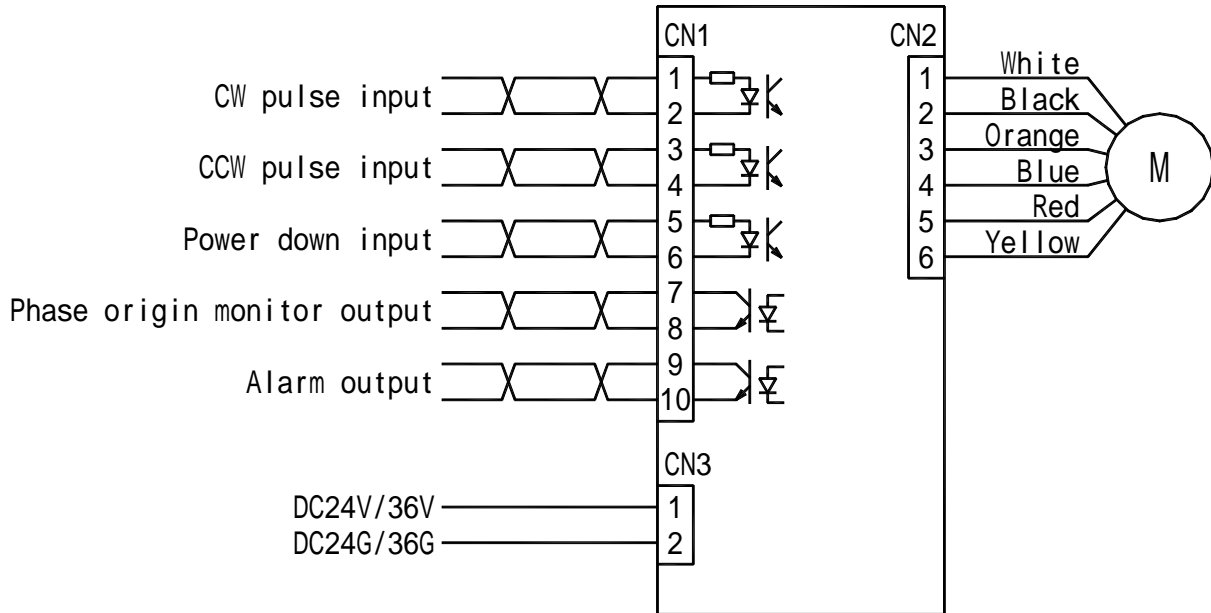 CN1
CN2
CW pulse input
1
2
CCW pulse input
3
4
Power down input
5
6
Phase origin monitor output
7
8
Alarm output
9
10
1 White
2 Black
3 Orange
4 Blue
5 Red
6 Yellow
M
CN3
DC24V/36V 1
DC24G/36G 2